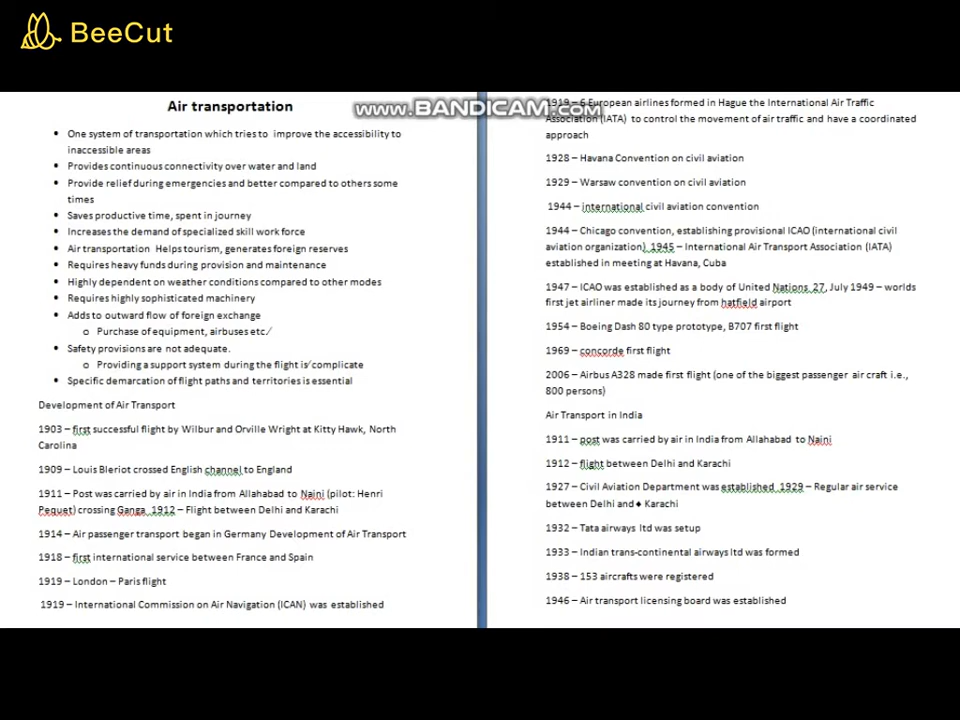 BeeCut
www.BANDICAM.com
Air transportation
• One system of transportation which tries to improve the accessibility to
inaccessible areas
• Provides continuous connectivity over water and land
• Provide relief during emergencies and better compared to others some
times
• Saves productive time, spent in journey
• Increases the demand of specialized skill work force
• Air transportation Helps tourism, generates foreign reserves
• Requires heavy funds during provision and maintenance
• Highly dependent on weather conditions compared to other modes
• Requires highly sophisticated machinery
• Adds to outward flow of foreign exchange
o Purchase of equipment, airbuses etc/
• Safety provisions are not adequate.
o Providing a support system during the flight is/complicate
• Specific demarcation of flight paths and territories is essential
Development of Air Transport
1903 – first successful flight by Wilbur and Orville Wright at Kitty Hawk, North
Carolina
1909 – Louis Bleriot crossed English channel to England
1911 – Post was carried by air in India from Allahabad to Naini (pilot: Henri
Pequet) crossing Ganga 1912 – Flight between Delhi and Karachi
1914 – Air passenger transport began in Germany Development of Air Transport
1918 – first international service between France and Spain
1919 – London – Paris flight
1919 – International Commission on Air Navigation (ICAN) was established
1919 – 6 European airlines formed in Hague the International Air Traffic
Association (IATA) to control the movement of air traffic and have a coordinated
approach
1928 – Havana Convention on civil aviation
1929 – Warsaw convention on civil aviation
1944 – international civil aviation convention
1944 – Chicago convention, establishing provisional ICAO (international civil
aviation organization) 1945 – International Air Transport Association (IATA)
established in meeting at Havana, Cuba
1947 – ICAO was established as a body of United Nations 27, July 1949 – worlds
first jet airliner made its journey from hatfield airport
1954 – Boeing Dash 80 type prototype, B707 first flight
1969 – concorde first flight
2006 – Airbus A328 made first flight (one of the biggest passenger air craft i.e.,
800 persons)
Air Transport in India
1911 – post was carried by air in India from Allahabad to Naini
1912 – flight between Delhi and Karachi
1927 – Civil Aviation Department was established 1929 – Regular air service
between Delhi and ♠ Karachi
1932 – Tata airways ltd was setup
1933 – Indian trans-continental airways ltd was formed
1938 – 153 aircrafts were registered
1946 – Air transport licensing board was established